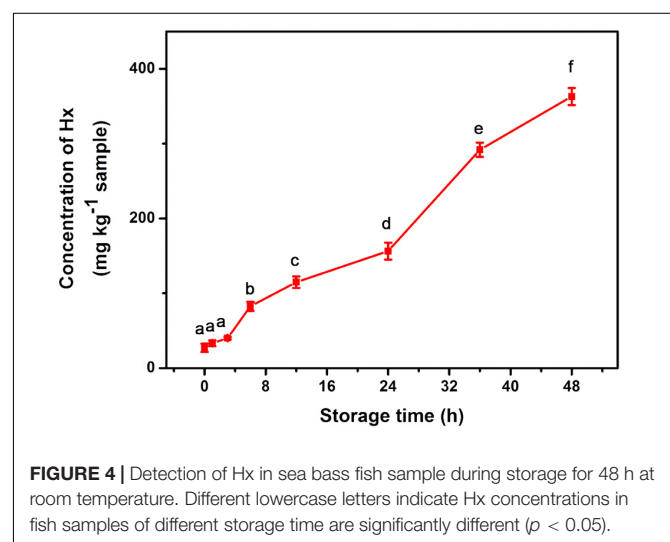 400
200
0
Concentration of Hx
(mg kg⁻¹ sample)
a a a b c d e f
0 8 16 24 32 40 48
Storage time (h)
FIGURE 4 | Detection of Hx in sea bass fish sample during storage for 48 h at
room temperature. Different lowercase letters indicate Hx concentrations in
fish samples of different storage time are significantly different (p < 0.05).